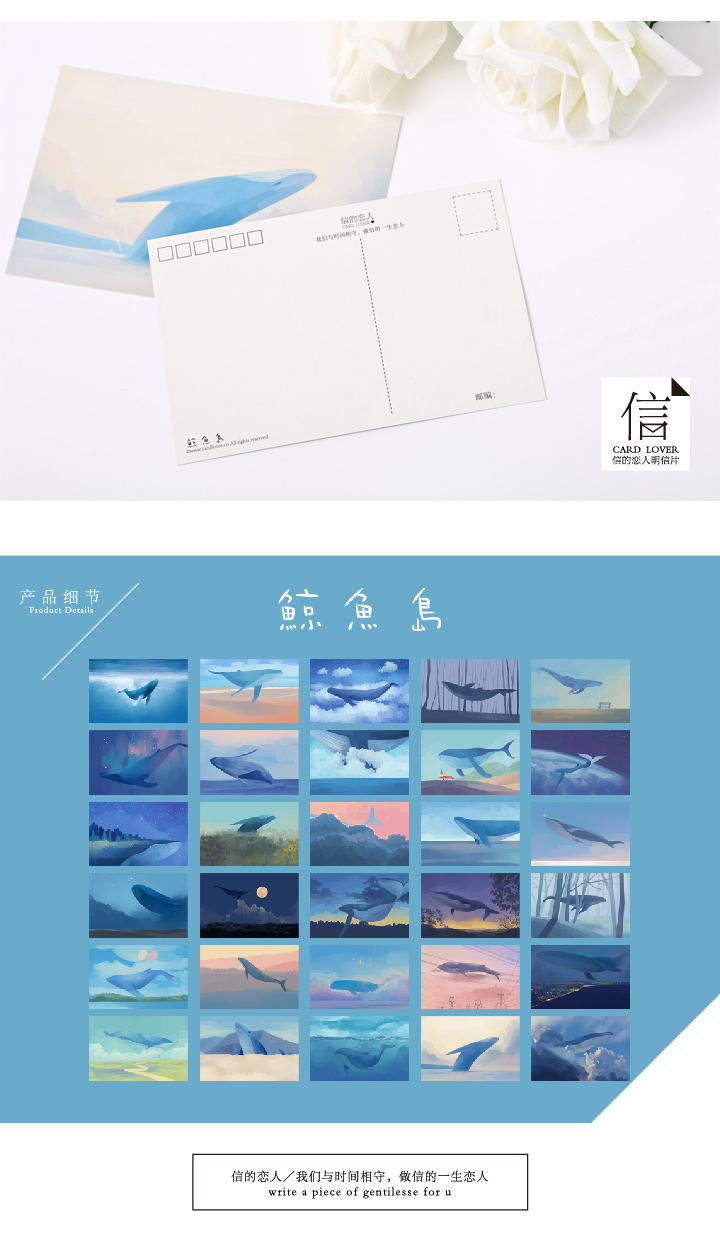 信的恋人
CARD LOVER
我们与时间相守，做信的一生恋人
邮编：
鲸魚島
©www.cardlover.cn All rights reserved.
信
CARD LOVER
信的恋人明信片
产品细节
Product Details
鯨魚島
信的恋人／我们与时间相守，做信的一生恋人
write a piece of gentilesse for u